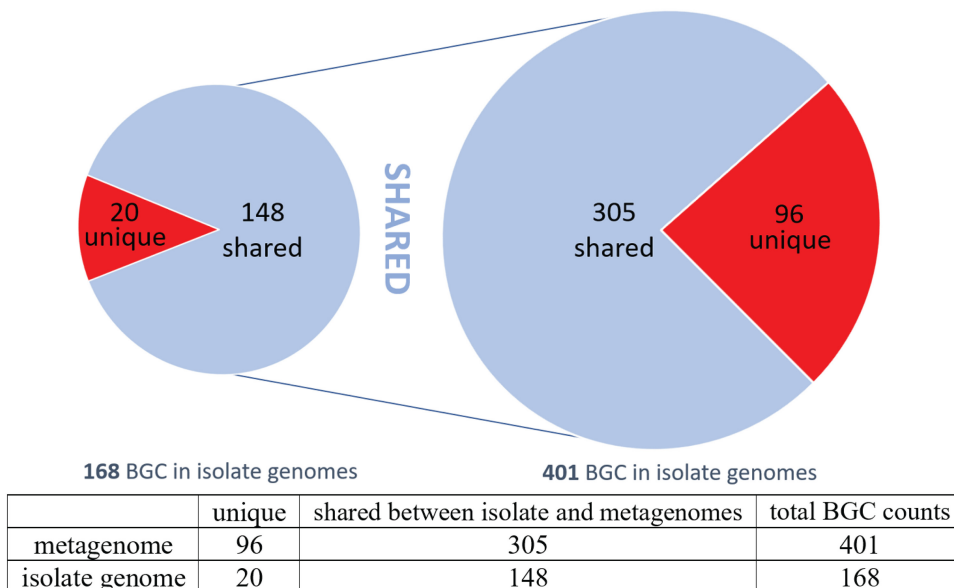 20
unique
148
shared
SHARED
305
shared
96
unique
168 BGC in isolate genomes
401 BGC in isolate genomes
unique shared between isolate and metagenomes total BGC counts
metagenome 96 305 401
isolate genome 20 148 168